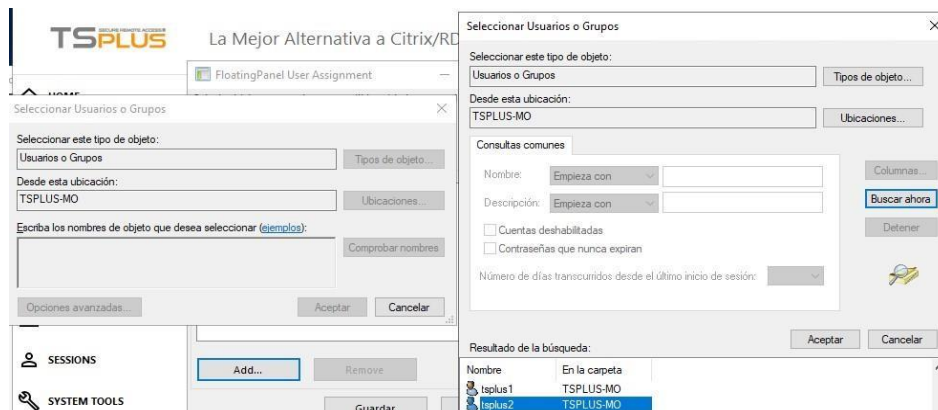 TSPLUS
SECURE REMOTE ACCESS
La Mejor Alternativa a Citrix/RD
FloatingPanel User Assignment
HOME
Seleccionar Usuarios o Grupos
Seleccionar este tipo de objeto:
Usuarios o Grupos
Tipos de objeto...
Desde esta ubicación:
TSPLUS-MO
Ubicaciones...
Escriba los nombres de objeto que desea seleccionar (ejemplos):
Comprobar nombres
Opciones avanzadas...
Aceptar
Cancelar
SESSIONS
SYSTEM TOOLS
Add...
Remove
Guardar
Seleccionar Usuarios o Grupos
Seleccionar este tipo de objeto:
Usuarios o Grupos
Tipos de objeto...
Desde esta ubicación:
TSPLUS-MO
Ubicaciones...
Consultas comunes
Nombre:
Empieza con
Descripción:
Empieza con
Cuentas deshabilitadas
Contraseñas que nunca expiran
Número de días transcurridos desde el último inicio de sesión:
Columnas...
Buscar ahora
Detener
Aceptar
Cancelar
Resultado de la búsqueda:
Nombre
En la carpeta
tsplus1
TSPLUS-MO
tsplus2
TSPLUS-MO